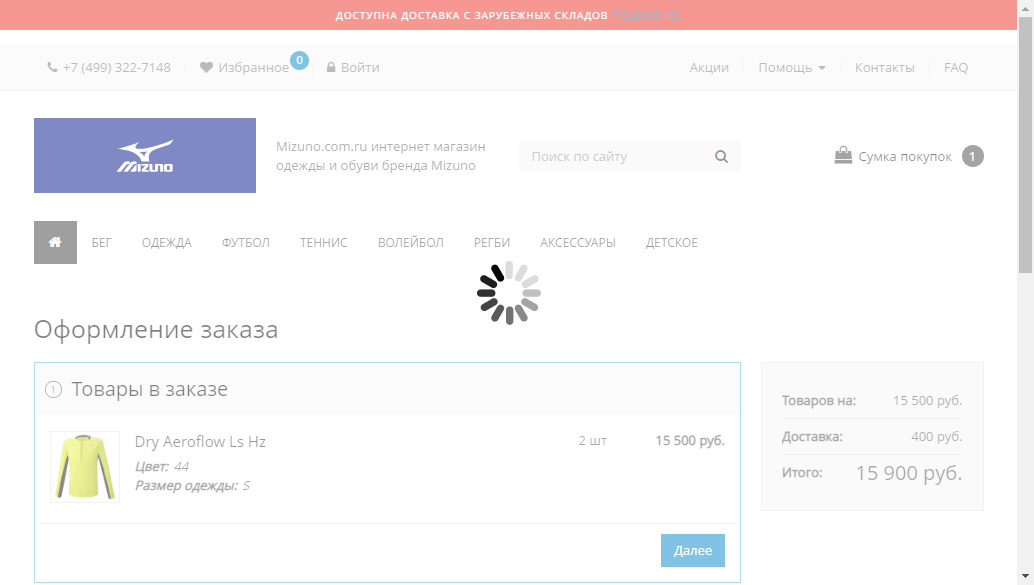 ДОСТУПНА ДОСТАВКА С ЗАРУБЕЖНЫХ СКЛАДОВ
+7 (499) 322-7148 Избранное 0 Войти Акции Помощь Контакты FAQ
MIZUNO
Mizuno.com.ru интернет магазин
одежды и обуви бренда Mizuno
Поиск по сайту
Сумка покупок 1
БЕГ ОДЕЖДА ФУТБОЛ ТЕННИС ВОЛЕЙБОЛ РЕГБИ АКСЕССУАРЫ ДЕТСКОЕ
Оформление заказа
1 Товары в заказе
Dry Aeroflow Ls Hz 2 шт 15 500 руб.
Цвет: 44
Размер одежды: S
Далее
Товаров на: 15 500 руб.
Доставка: 400 руб.
Итого: 15 900 руб.